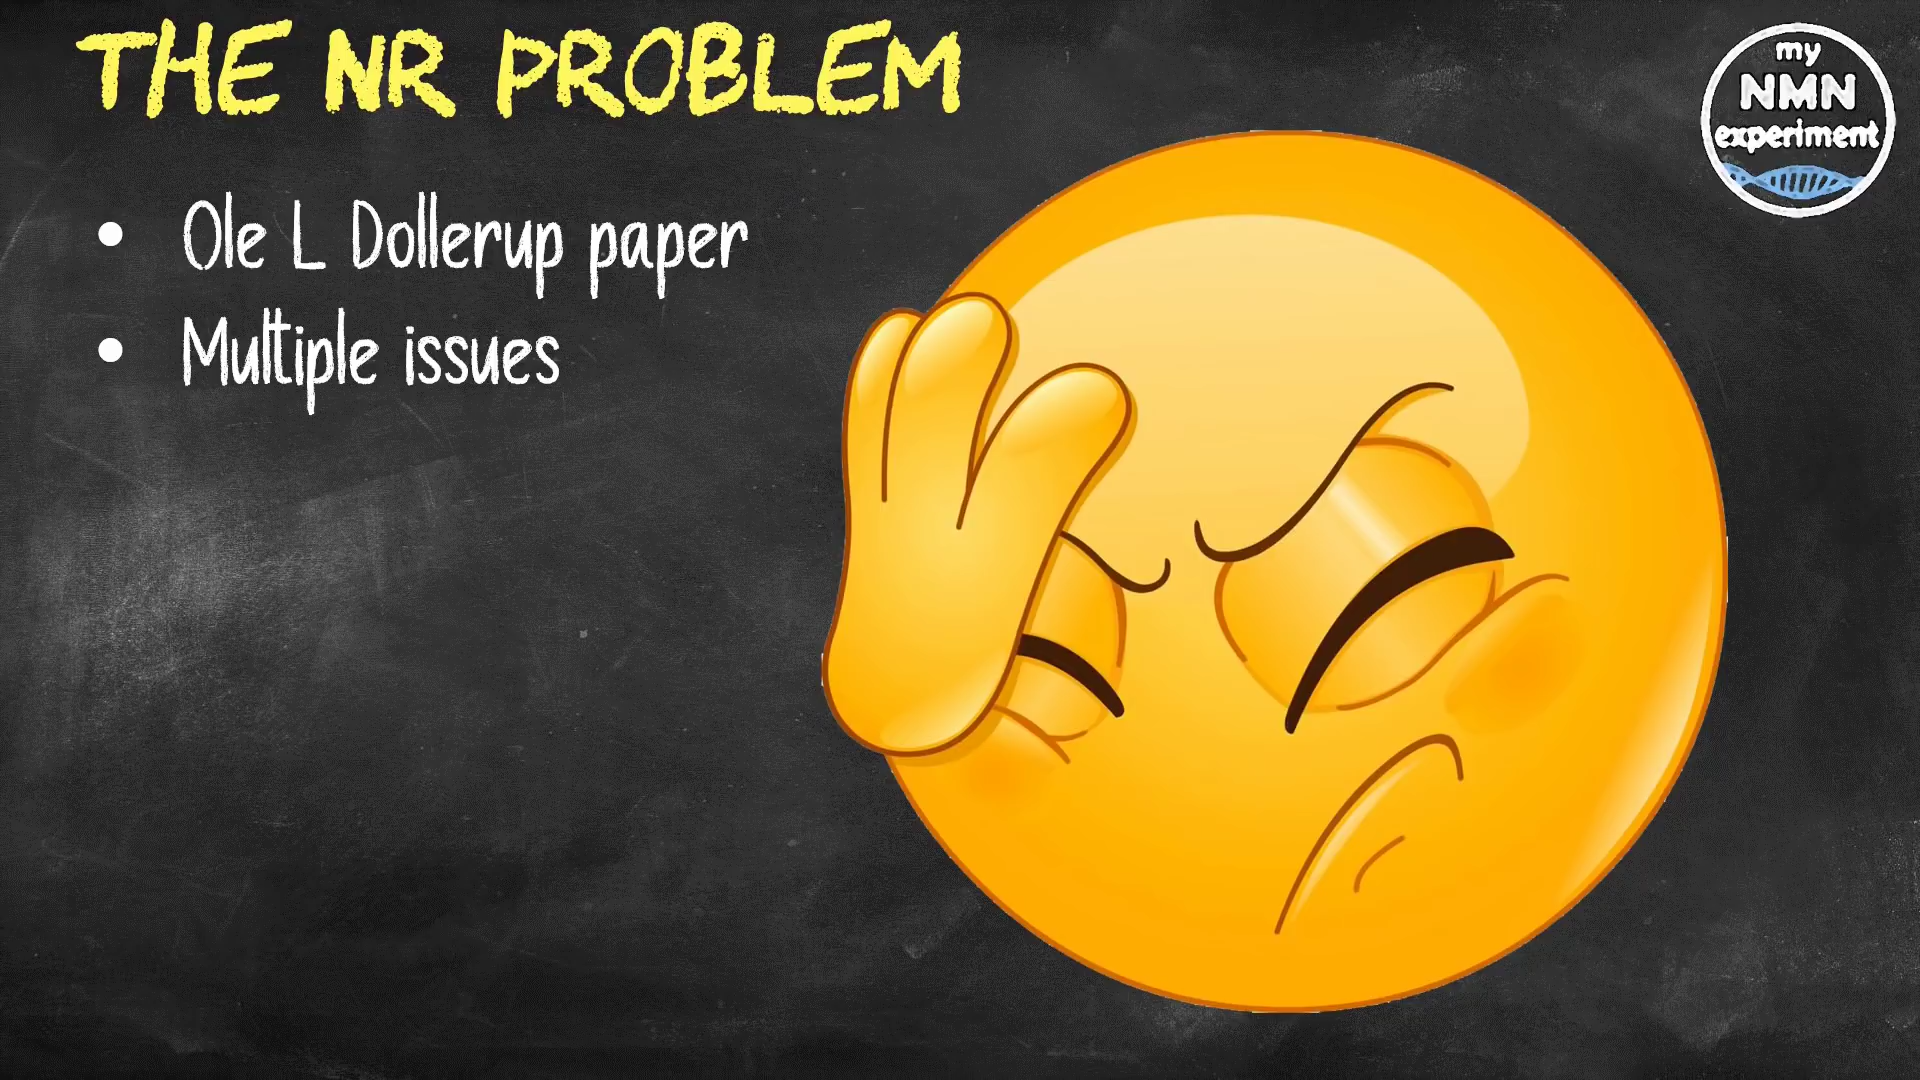 THE NR PROBLEM
my
NMN
experiment
• Ole L Dollerup paper
• Multiple issues